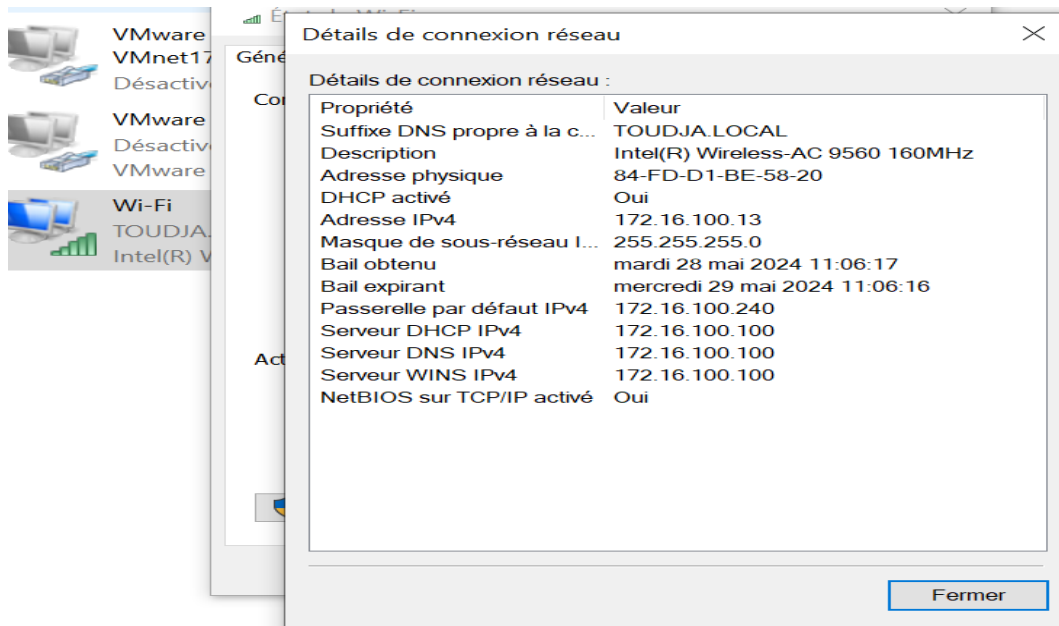 VMware
VMnet17
Désactiv
VMware
Désactiv
VMware
Wi-Fi
TOUDJA.
Intel(R) V
Géné
Détails de connexion réseau
Détails de connexion réseau :
Propriété Valeur
Suffixe DNS propre à la c... TOUDJA.LOCAL
Description Intel(R) Wireless-AC 9560 160MHz
Adresse physique 84-FD-D1-BE-58-20
DHCP activé Oui
Adresse IPv4 172.16.100.13
Masque de sous-réseau I... 255.255.255.0
Bail obtenu mardi 28 mai 2024 11:06:17
Bail expirant mercredi 29 mai 2024 11:06:16
Passerelle par défaut IPv4 172.16.100.240
Serveur DHCP IPv4 172.16.100.100
Serveur DNS IPv4 172.16.100.100
Serveur WINS IPv4 172.16.100.100
NetBIOS sur TCP/IP activé Oui
Act
Fermer